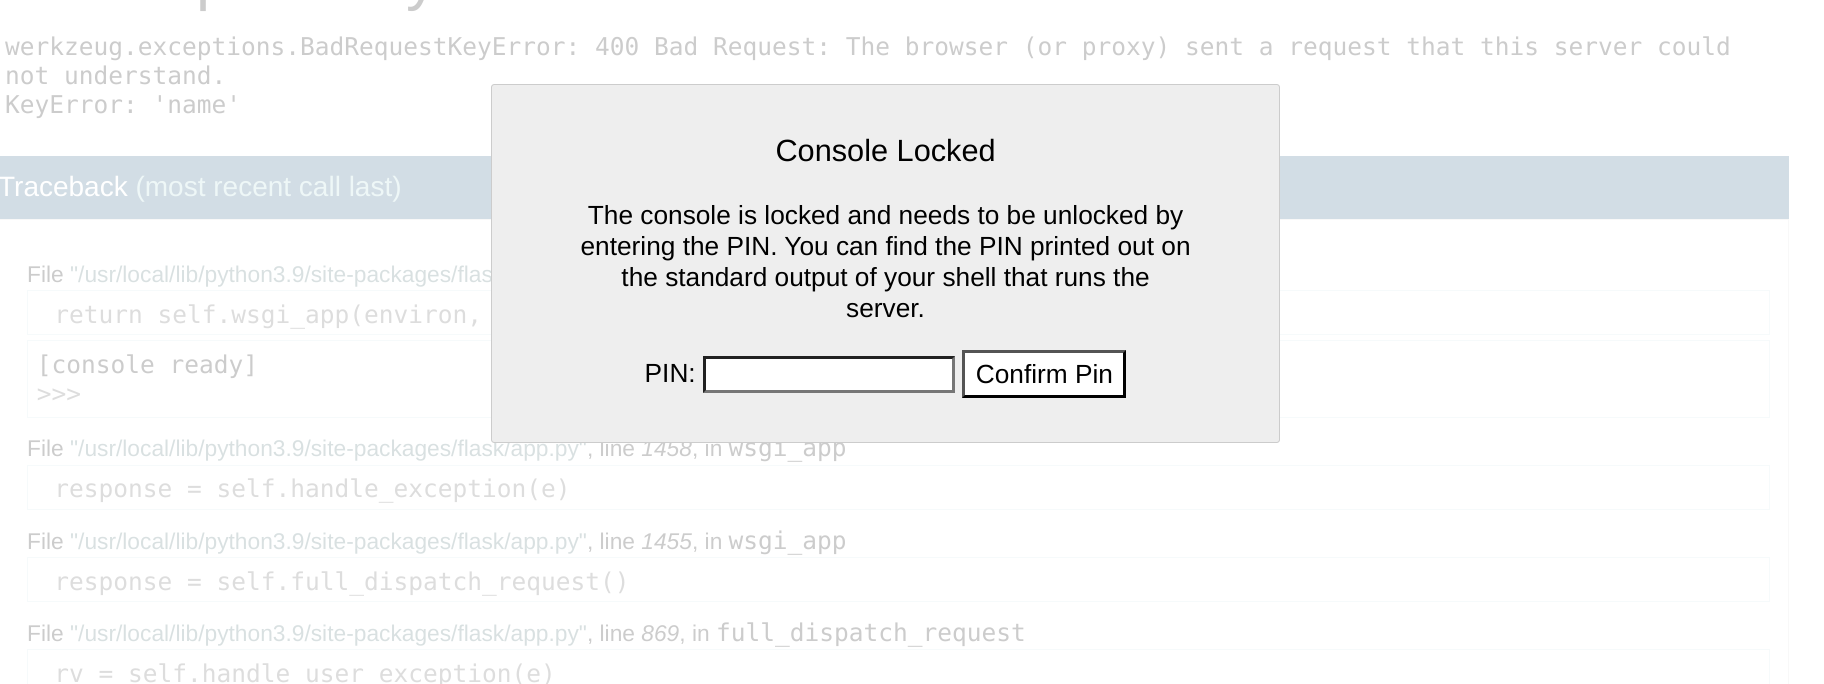 werkzeug.exceptions.BadRequestKeyError: 400 Bad Request: The browser (or proxy) sent a request that this server could
not understand.
KeyError: 'name'
Traceback (most recent call last)
File "/usr/local/lib/python3.9/site-packages/flas
return self.wsgi_app(environ,
[console ready]
>>>
Console Locked
The console is locked and needs to be unlocked by
entering the PIN. You can find the PIN printed out on
the standard output of your shell that runs the
server.
PIN: Confirm Pin
File "/usr/local/lib/python3.9/site-packages/flask/app.py", line 1458, in wsgi_app
response = self.handle_exception(e)
File "/usr/local/lib/python3.9/site-packages/flask/app.py", line 1455, in wsgi_app
response = self.full_dispatch_request()
File "/usr/local/lib/python3.9/site-packages/flask/app.py", line 869, in full_dispatch_request
rv = self.handle_user_exception(e)